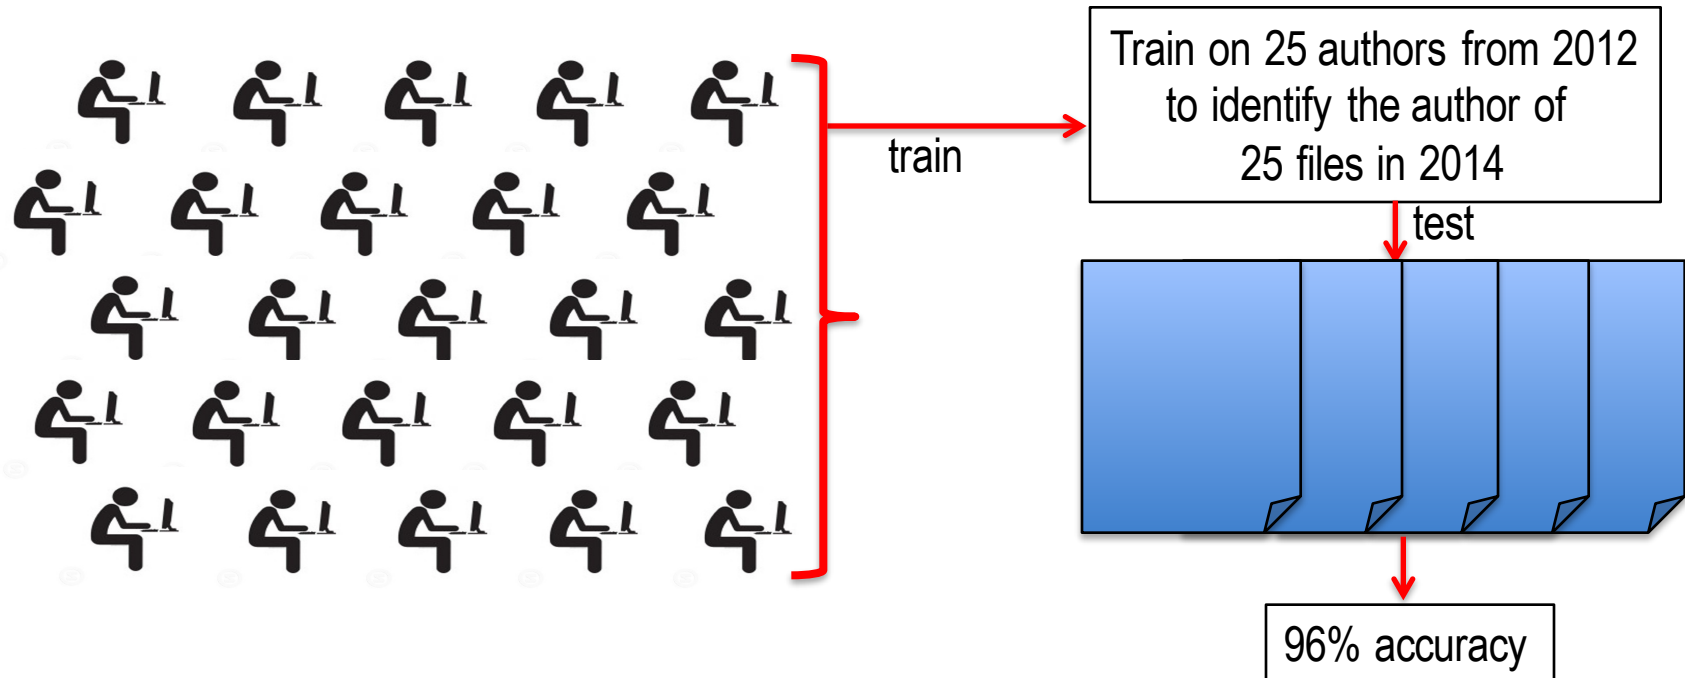 Train on 25 authors from 2012
to identify the author of
25 files in 2014
train
test
96% accuracy